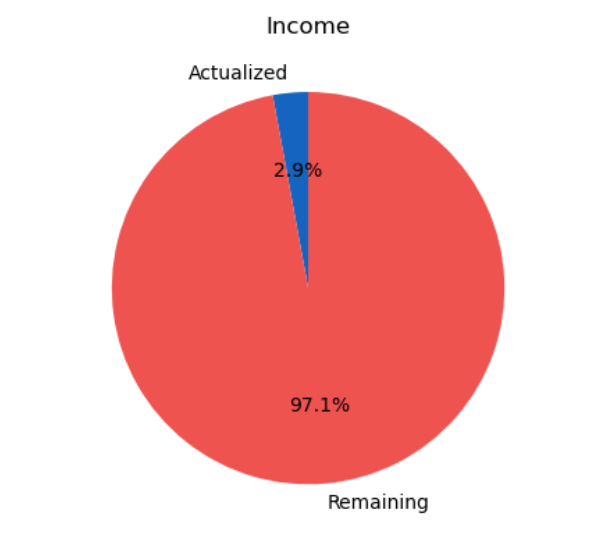 Income
Actualized
2.9%
97.1%
Remaining